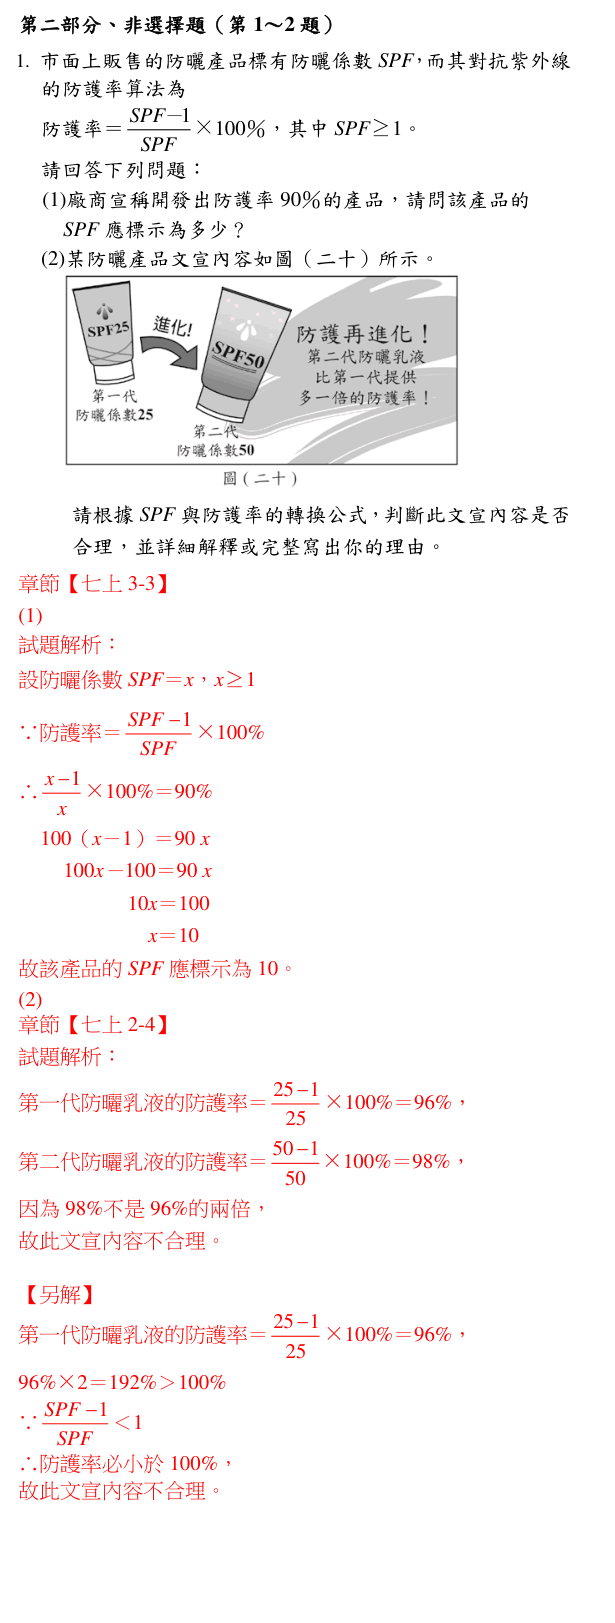 第二部分、非選擇題（第 1～2 題）
1. 市面上販售的防曬產品標有防曬係數 SPF，而其對抗紫外線
的防護率算法為
防護率＝\frac{SPF－1}{SPF}×100%，其中 SPF≥1。
請回答下列問題：
(1)廠商宣稱開發出防護率 90%的產品，請問該產品的
SPF 應標示為多少？
(2)某防曬產品文宣內容如圖（二十）所示。
SPF25
進化!
SPF50
第一代
防曬係數25
第二代
防曬係數50
防護再進化！
第二代防曬乳液
比第一代提供
多一倍的防護率！
圖（二十）
請根據 SPF 與防護率的轉換公式，判斷此文宣內容是否
合理，並詳細解釋或完整寫出你的理由。
章節【七上 3-3】
(1)
試題解析：
設防曬係數 SPF＝x，x≥1
∵防護率＝\frac{SPF－1}{SPF}×100%
∴\frac{x－1}{x}×100%＝90%
100（x－1）＝90 x
100x－100＝90 x
10x＝100
x＝10
故該產品的 SPF 應標示為 10。
(2)
章節【七上 2-4】
試題解析：
第一代防曬乳液的防護率＝\frac{25－1}{25}×100%＝96%，
第二代防曬乳液的防護率＝\frac{50－1}{50}×100%＝98%，
因為 98%不是 96%的兩倍，
故此文宣內容不合理。
【另解】
第一代防曬乳液的防護率＝\frac{25－1}{25}×100%＝96%，
96%×2＝192%＞100%
∵\frac{SPF－1}{SPF}＜1
∴防護率必小於 100%，
故此文宣內容不合理。